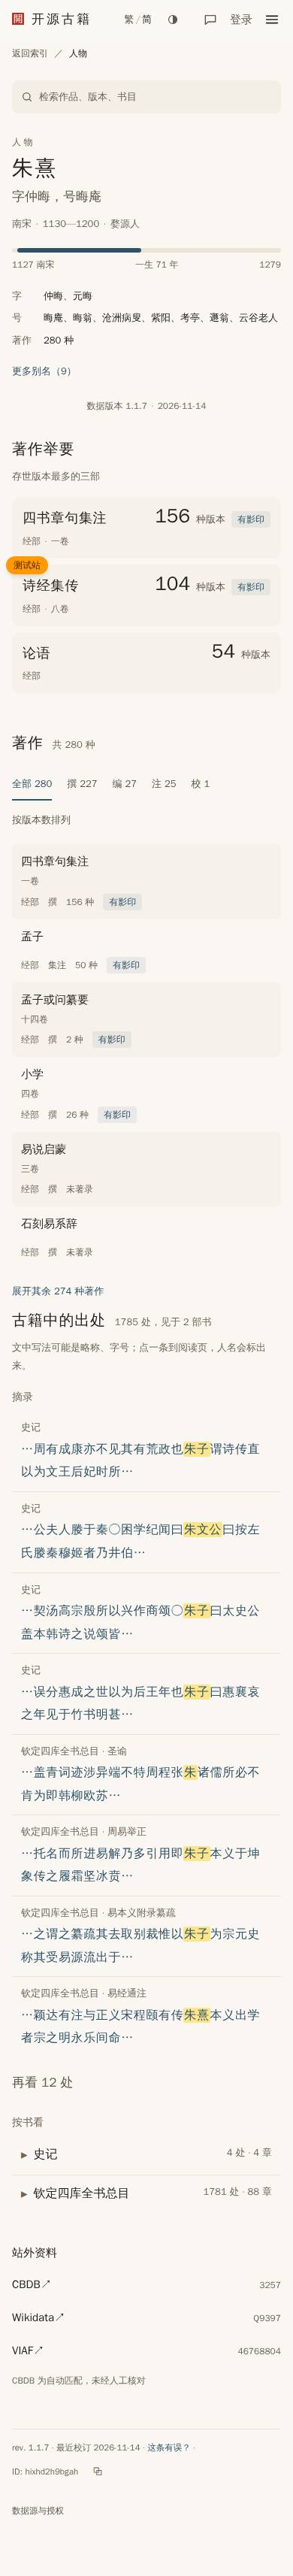 開 开源古籍 繁/简 登录
返回索引 / 人物
检索作品、版本、书目
人物
朱熹
字仲晦，号晦庵
南宋 · 1130—1200 · 婺源人
1127 南宋 一生 71 年 1279
字 仲晦、元晦
号 晦庵、晦翁、沧洲病叟、紫阳、考亭、遯翁、云谷老人
著作 280 种
更多别名（9）
数据版本 1.1.7 · 2026-11-14
著作举要
存世版本最多的三部
四书章句集注 156 种版本 有影印
经部 · 一卷
测试站
诗经集传 104 种版本 有影印
经部 · 八卷
论语 54 种版本
经部
著作 共 280 种
全部 280 撰 227 编 27 注 25 校 1
按版本数排列
四书章句集注
一卷
经部 撰 156 种 有影印
孟子
经部 集注 50 种 有影印
孟子或问纂要
十四卷
经部 撰 2 种 有影印
小学
四卷
经部 撰 26 种 有影印
易说启蒙
三卷
经部 撰 未著录
石刻易系辞
经部 撰 未著录
展开其余 274 种著作
古籍中的出处 1785 处，见于 2 部书
文中写法可能是略称、字号；点一条到阅读页，人名会标出
来。
摘录
史记
…周有成康亦不见其有荒政也朱子谓诗传直
以为文王后妃时所…
史记
…公夫人媵于秦〇困学纪闻曰朱文公曰按左
氏媵秦穆姬者乃井伯…
史记
…契汤高宗殷所以兴作商颂〇朱子曰太史公
盖本韩诗之说颂皆…
史记
…误分惠成之世以为后王年也朱子曰惠襄哀
之年见于竹书明甚…
钦定四库全书总目 · 圣谕
…盖青词迹涉异端不特周程张朱诸儒所必不
肯为即韩柳欧苏…
钦定四库全书总目 · 周易举正
…托名而所进易解乃多引用即朱子本义于坤
象传之履霜坚冰贲…
钦定四库全书总目 · 易本义附录纂疏
…之谓之纂疏其去取别裁惟以朱子为宗元史
称其受易源流出于…
钦定四库全书总目 · 易经通注
…颖达有注与正义宋程颐有传朱熹本义出学
者宗之明永乐间命…
再看 12 处
按书看
▶ 史记 4 处 · 4 章
▶ 钦定四库全书总目 1781 处 · 88 章
站外资料
CBDB↗ 3257
Wikidata↗ Q9397
VIAF↗ 46768804
CBDB 为自动匹配，未经人工核对
rev. 1.1.7 · 最近校订 2026-11-14 · 这条有误？ ·
ID: hixhd2h9bgah
数据源与授权